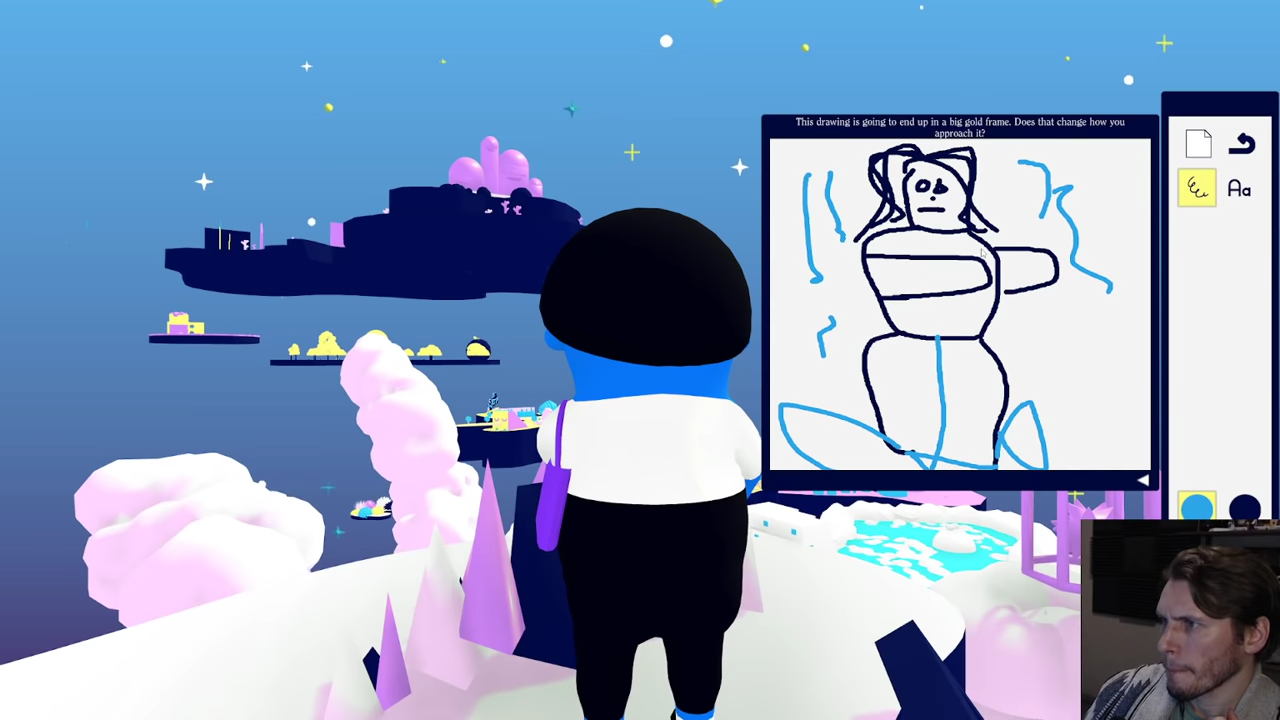 This drawing is going to end up in a big gold frame. Does that change how you
approach it?
Aa